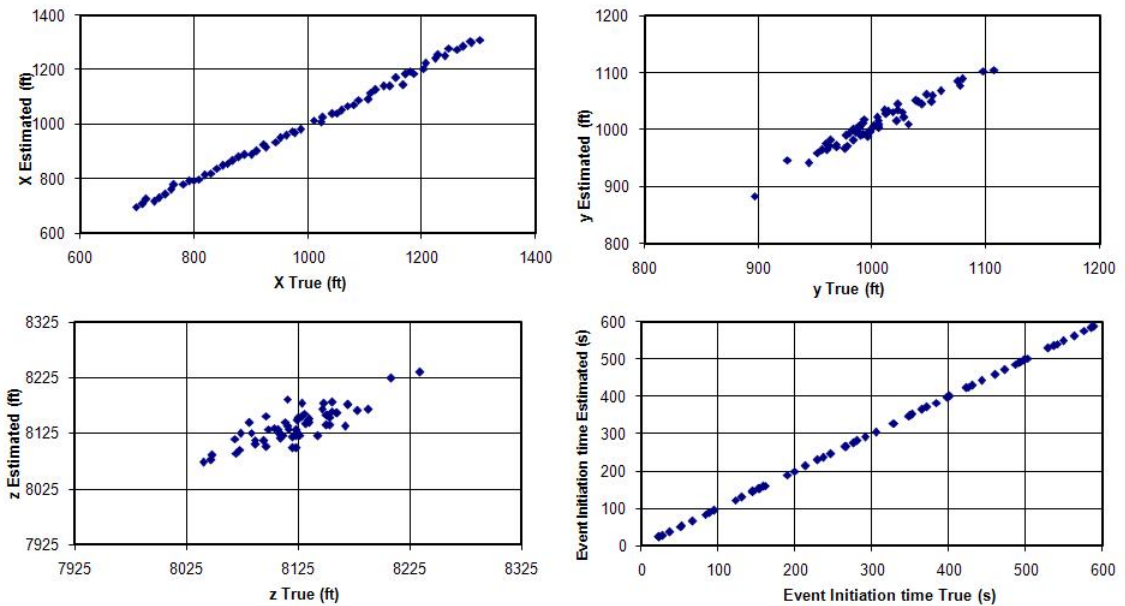 1400
1200
1000
800
600
X Estimated (ft)
600 800 1000 1200 1400
X True (ft)
1200
1100
1000
900
800
y Estimated (ft)
800 900 1000 1100 1200
y True (ft)
8325
8225
8125
8025
7925
z Estimated (ft)
7925 8025 8125 8225 8325
z True (ft)
600
500
400
300
200
100
0
Event Initiation time Estimated (s)
0 100 200 300 400 500 600
Event Initiation time True (s)